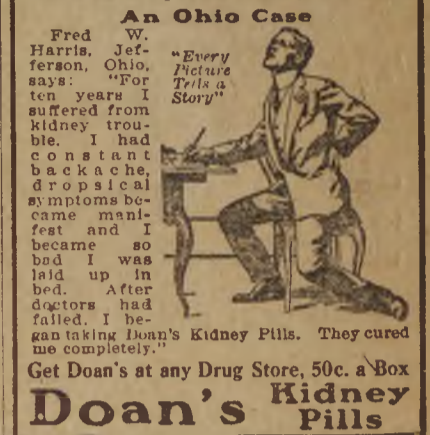 An Ohio Case
Fred W.
Harris, Jef-
ferson, Ohio,
says: "For
ten years I
suffered from
kidney trou-
ble. I had
constant
backache,
dropsical
symptoms be-
came mani-
fest and I
became so
bad I was
laid up in
bed. After
doctors had
failed, I be-
gan taking Doan's Kidney Pills. They cured
me completely."
"Every
Picture
Tells a
Story"
Get Doan's at any Drug Store, 50c. a Box
Doan's Kidney
Pills